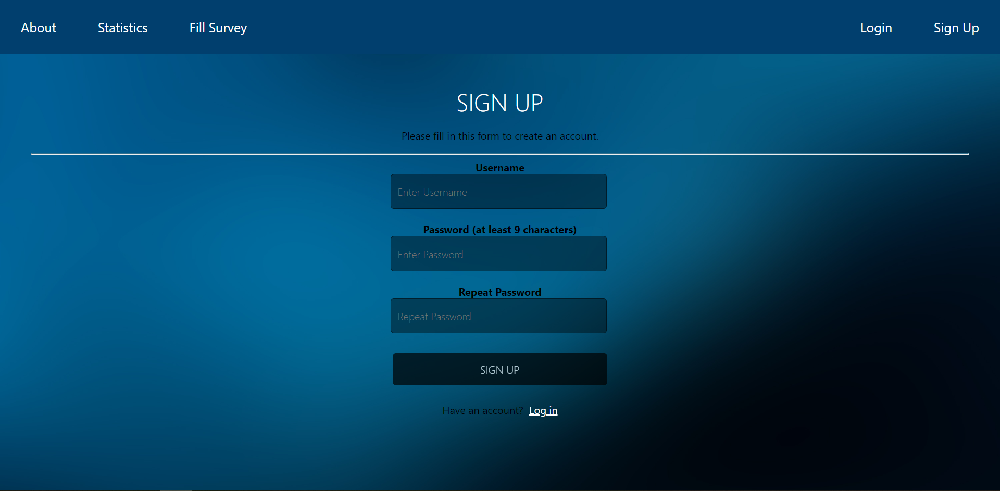 About Statistics Fill Survey Login Sign Up
SIGN UP
Please fill in this form to create an account.
Username
Enter Username
Password (at least 9 characters)
Enter Password
Repeat Password
Repeat Password
SIGN UP
Have an account? Log in